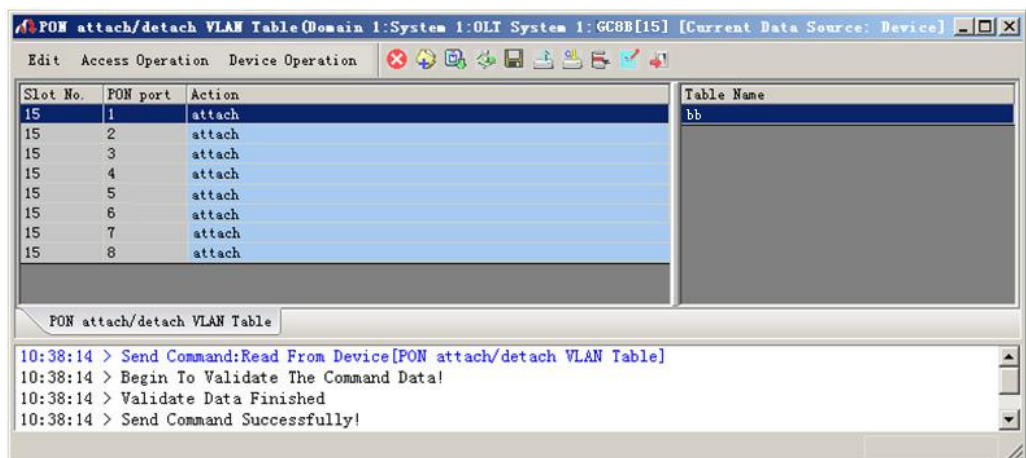 PON attach/detach VLAN Table(Domain 1:System 1:OLT System 1:GC8B[15] [Current Data Source: Device]
Edit Access Operation Device Operation
Slot No. PON port Action Table Name
15 1 attach bb
15 2 attach
15 3 attach
15 4 attach
15 5 attach
15 6 attach
15 7 attach
15 8 attach
PON attach/detach VLAN Table
10:38:14 > Send Command:Read From Device[PON attach/detach VLAN Table]
10:38:14 > Begin To Validate The Command Data!
10:38:14 > Validate Data Finished
10:38:14 > Send Command Successfully!